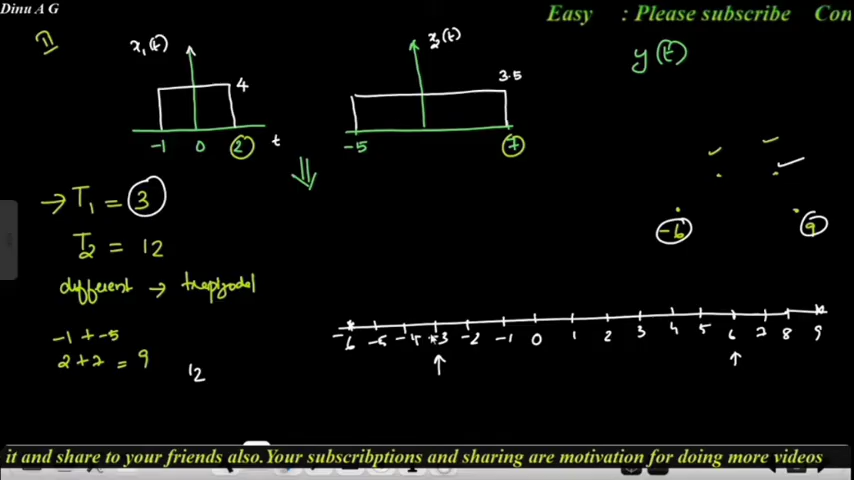 Dinu A G
Easy : Please subscribe Con
II
x₁(t)
4
-1 0 2 t
x₂(t)
3.5
-5 7
y(t)
→ T₁ = 3
T₂ = 12
different → trepzodel
-1 + -5
2 + 7 = 9
12
-6 9
-6 -5 -4 -3 -2 -1 0 1 2 3 4 5 6 7 8 9
it and share to your friends also.Your subscribptions and sharing are motivation for doing more videos